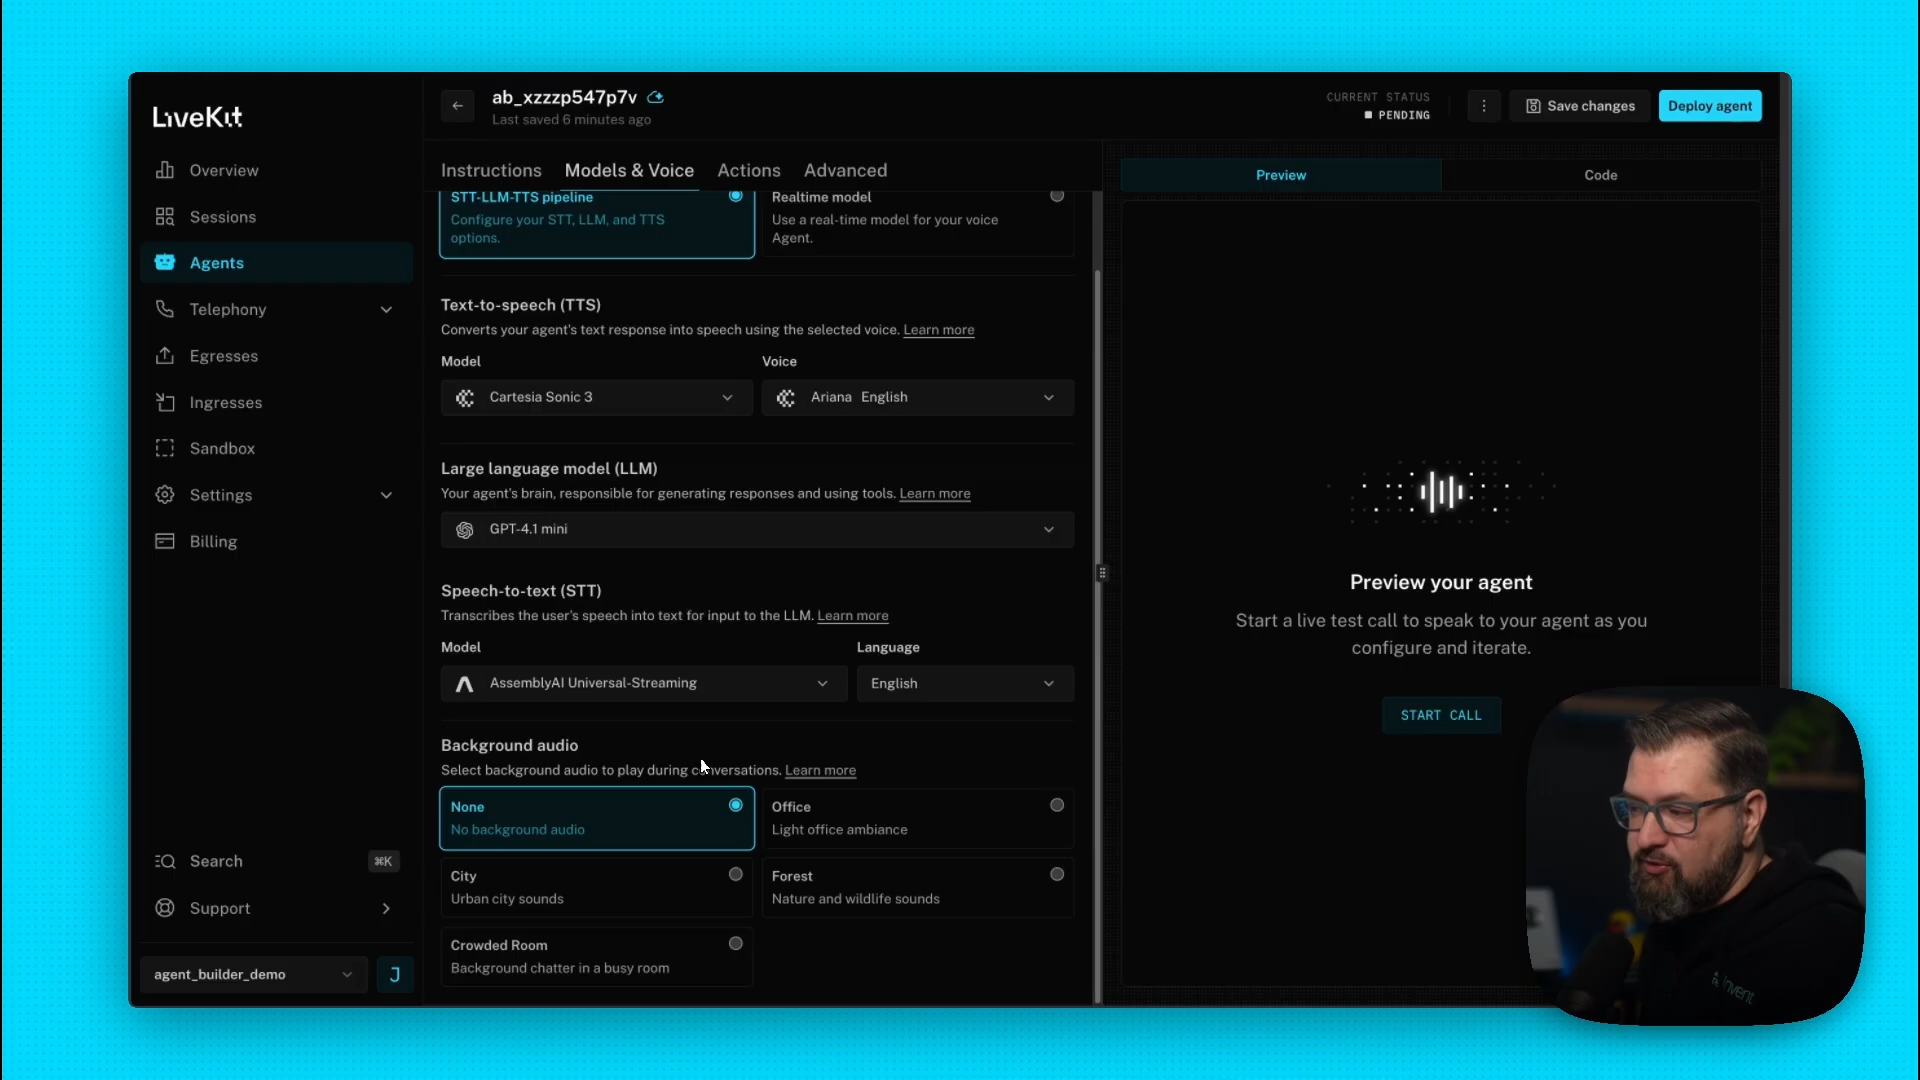 LiveKit
Overview
Sessions
Agents
Telephony
Egresses
Ingresses
Sandbox
Settings
Billing
Search
⌘K
Support
agent_builder_demo
J
ab_xzzzp547p7v
Last saved 6 minutes ago
CURRENT STATUS
PENDING
Save changes
Deploy agent
Instructions
Models & Voice
Actions
Advanced
STT-LLM-TTS pipeline
Configure your STT, LLM, and TTS
options.
Realtime model
Use a real-time model for your voice
Agent.
Text-to-speech (TTS)
Converts your agent's text response into speech using the selected voice. Learn more
Model
Voice
Cartesia Sonic 3
Ariana English
Large language model (LLM)
Your agent's brain, responsible for generating responses and using tools. Learn more
GPT-4.1 mini
Speech-to-text (STT)
Transcribes the user's speech into text for input to the LLM. Learn more
Model
Language
AssemblyAI Universal-Streaming
English
Background audio
Select background audio to play during conversations. Learn more
None
No background audio
Office
Light office ambiance
City
Urban city sounds
Forest
Nature and wildlife sounds
Crowded Room
Background chatter in a busy room
Preview
Code
Preview your agent
Start a live test call to speak to your agent as you
configure and iterate.
START CALL